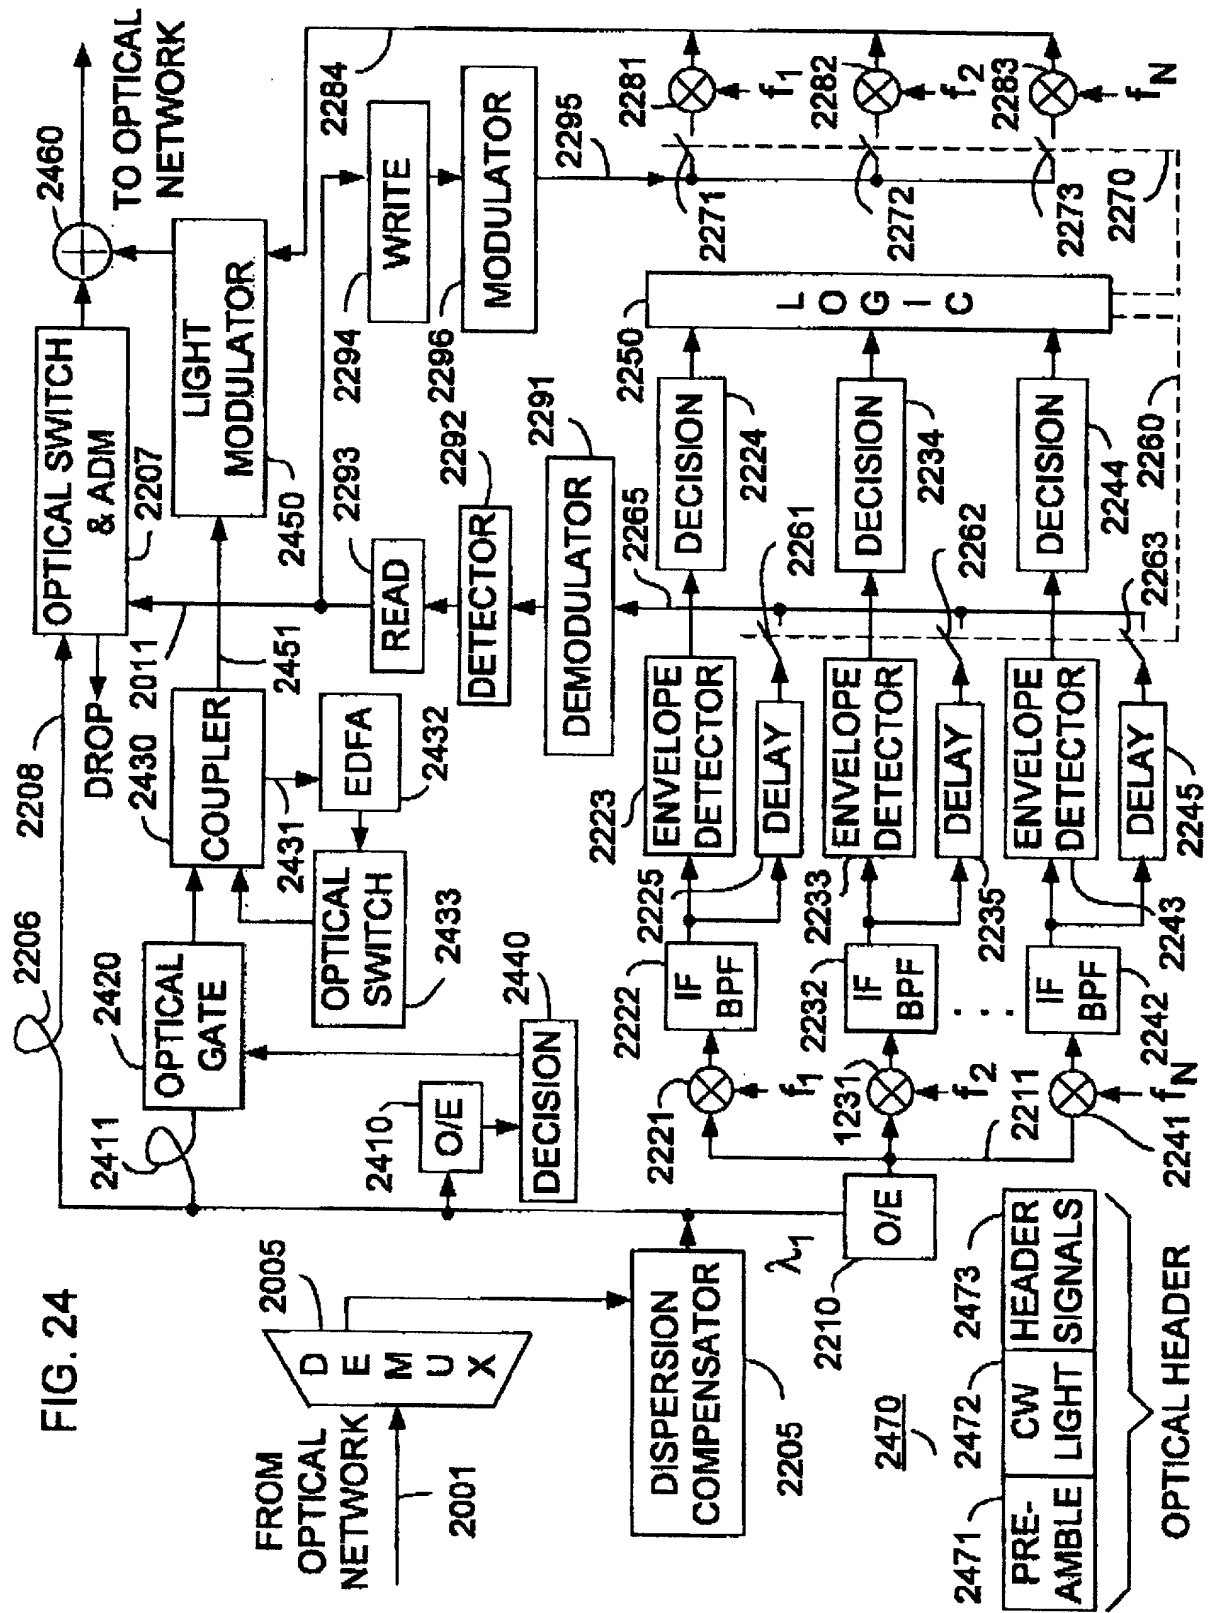 FIG. 24
FROM
OPTICAL
NETWORK
2001
DEMUX
2005
DISPERSION
COMPENSATOR
2205
λ1
2206
2208
2411
OPTICAL
GATE
2420
O/E
2410
DECISION
2440
COUPLER
2430
2431
EDFA
2432
OPTICAL
SWITCH
2433
2451
2011
DROP
OPTICAL SWITCH
& ADM
2207
LIGHT
MODULATOR
2450
2460
TO OPTICAL
NETWORK
2284
READ
2293
DETECTOR
2292
DEMODULATOR
2291
2265
WRITE
2294
MODULATOR
2296
2295
O/E
2210
2211
2221
f1
IF
BPF
2222
ENVELOPE
DETECTOR
2223
DELAY
2225
DECISION
2224
2261
1231
f2
IF
BPF
2232
ENVELOPE
DETECTOR
2233
DELAY
2235
DECISION
2234
2262
. . .
2241
fN
IF
BPF
2242
ENVELOPE
DETECTOR
2243
DELAY
2245
DECISION
2244
2263
2260
LOGIC
2250
2270
2271
2272
2273
2281
f1
2282
f2
2283
fN
2470
2471
2472
2473
PRE-
AMBLE
CW
LIGHT
HEADER
SIGNALS
OPTICAL HEADER